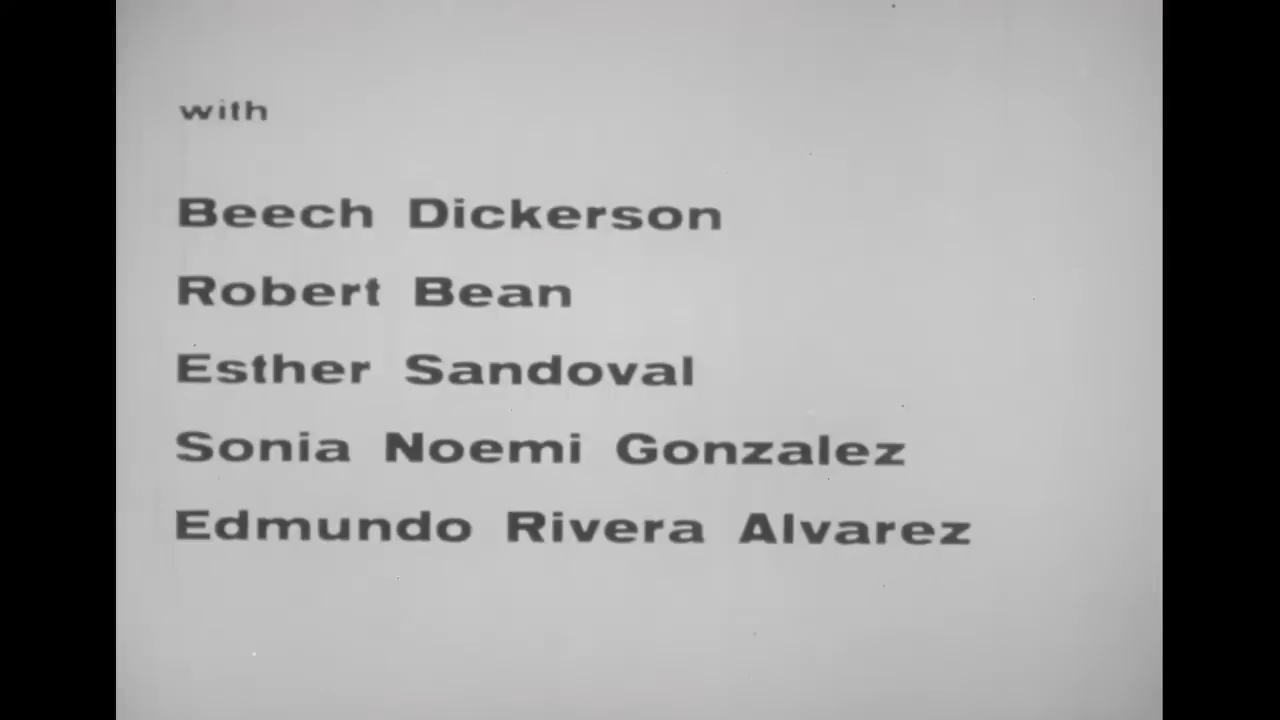 with
Beech Dickerson
Robert Bean
Esther Sandoval
Sonia Noemi Gonzalez
Edmundo Rivera Alvarez